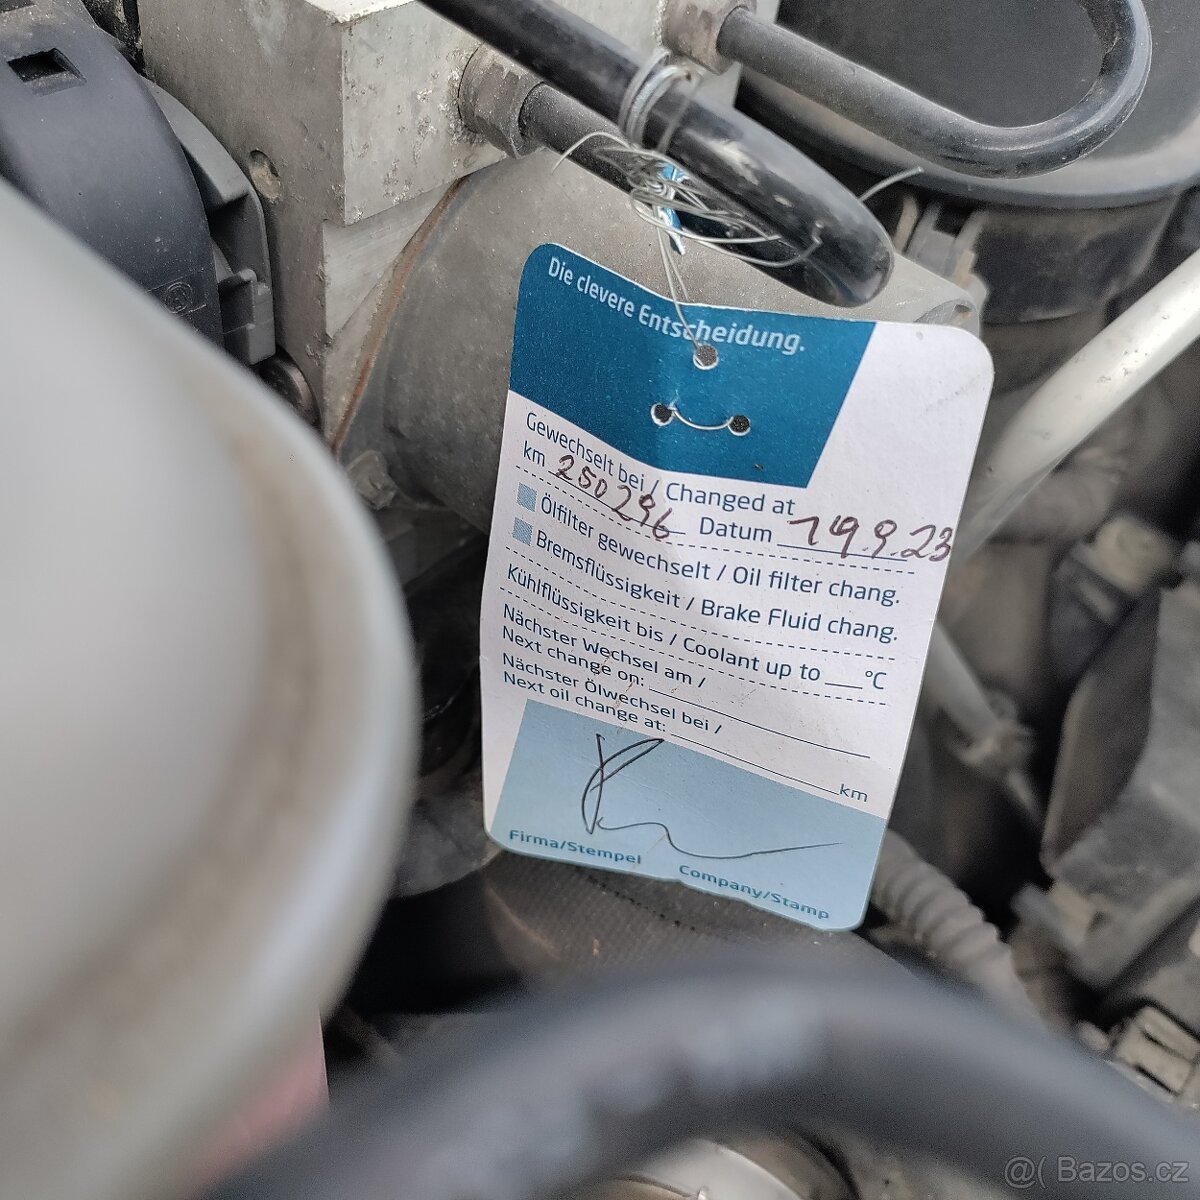 Die clevere Entscheidung.
Gewechselt bei / Changed at
km 250296 Datum 19.9.23
Ölfilter gewechselt / Oil filter chang.
Bremsflüssigkeit / Brake Fluid chang.
Kühlflüssigkeit bis / Coolant up to ___ °C
Nächster Wechsel am /
Next change on:
Nächster Ölwechsel bei /
Next oil change at: km
Firma/Stempel Company/Stamp
@( Bazos.cz